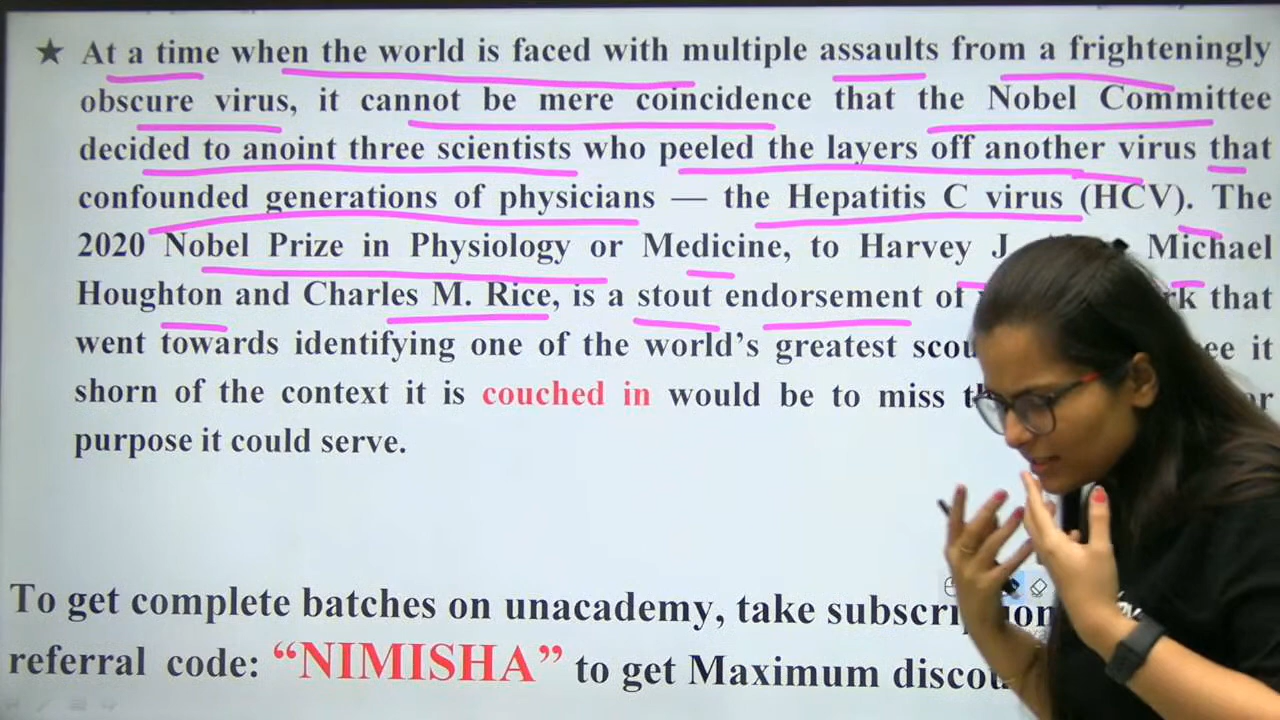 ★ At a time when the world is faced with multiple assaults from a frighteningly
obscure virus, it cannot be mere coincidence that the Nobel Committee
decided to anoint three scientists who peeled the layers off another virus that
confounded generations of physicians — the Hepatitis C virus (HCV). The
2020 Nobel Prize in Physiology or Medicine, to Harvey J. Michael
Houghton and Charles M. Rice, is a stout endorsement of that
went towards identifying one of the world's greatest it
shorn of the context it is couched in would be to miss
purpose it could serve.
To get complete batches on unacademy, take
referral code: “NIMISHA” to get Maximum